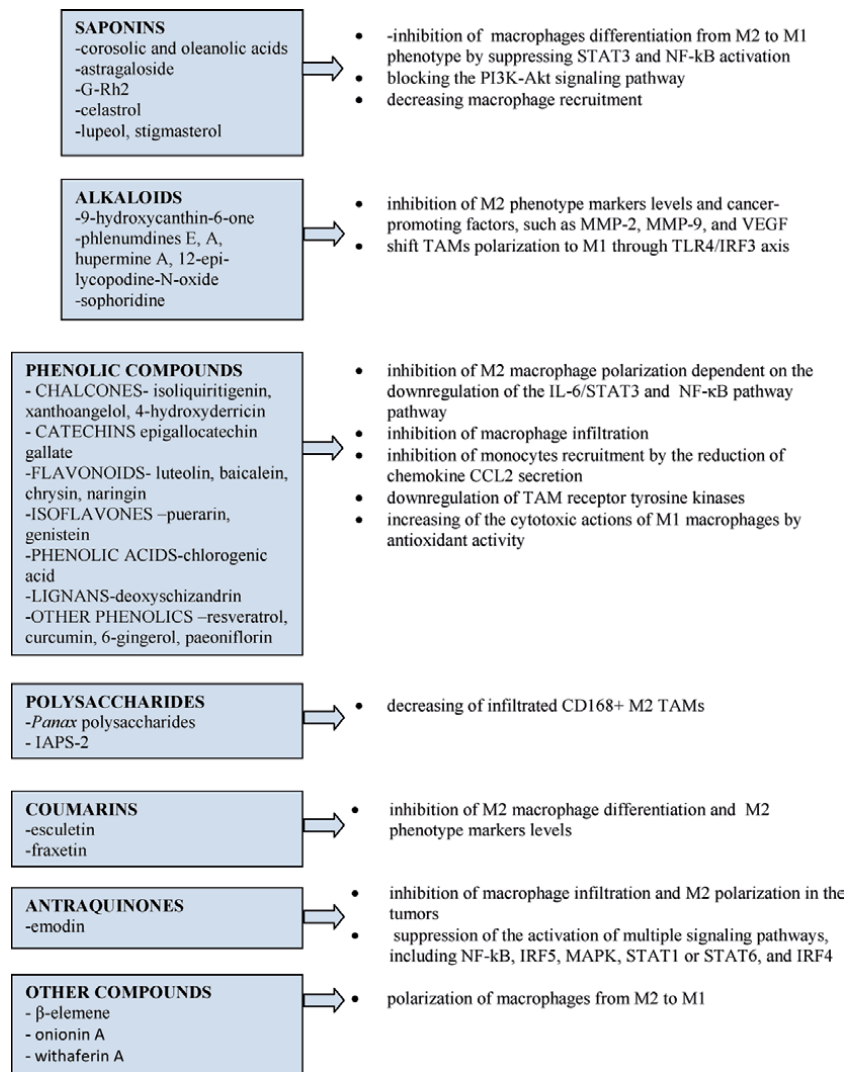 SAPONINS
-corosolic and oleanolic acids
-astragaloside
-G-Rh2
-celastrol
-lupeol, stigmasterol
• -inhibition of macrophages differentiation from M2 to M1
phenotype by suppressing STAT3 and NF-kB activation
• blocking the PI3K-Akt signaling pathway
• decreasing macrophage recruitment
ALKALOIDS
-9-hydroxycanthin-6-one
-phlenumdines E, A,
hupermine A, 12-epi-
lycopodine-N-oxide
-sophoridine
• inhibition of M2 phenotype markers levels and cancer-
promoting factors, such as MMP-2, MMP-9, and VEGF
• shift TAMs polarization to M1 through TLR4/IRF3 axis
PHENOLIC COMPOUNDS
- CHALCONES- isoliquiritigenin,
xanthoangelol, 4-hydroxyderricin
- CATECHINS epigallocatechin
gallate
-FLAVONOIDS- luteolin, baicalein,
chrysin, naringin
-ISOFLAVONES –puerarin,
genistein
-PHENOLIC ACIDS-chlorogenic
acid
-LIGNANS-deoxyschizandrin
-OTHER PHENOLICS –resveratrol,
curcumin, 6-gingerol, paeoniflorin
• inhibition of M2 macrophage polarization dependent on the
downregulation of the IL-6/STAT3 and NF-κB pathway
pathway
• inhibition of macrophage infiltration
• inhibition of monocytes recruitment by the reduction of
chemokine CCL2 secretion
• downregulation of TAM receptor tyrosine kinases
• increasing of the cytotoxic actions of M1 macrophages by
antioxidant activity
POLYSACCHARIDES
-Panax polysaccharides
- IAPS-2
• decreasing of infiltrated CD168+ M2 TAMs
COUMARINS
-esculetin
-fraxetin
• inhibition of M2 macrophage differentiation and M2
phenotype markers levels
ANTRAQUINONES
-emodin
• inhibition of macrophage infiltration and M2 polarization in the
tumors
• suppression of the activation of multiple signaling pathways,
including NF-kB, IRF5, MAPK, STAT1 or STAT6, and IRF4
OTHER COMPOUNDS
- β-elemene
- onionin A
- withaferin A
• polarization of macrophages from M2 to M1